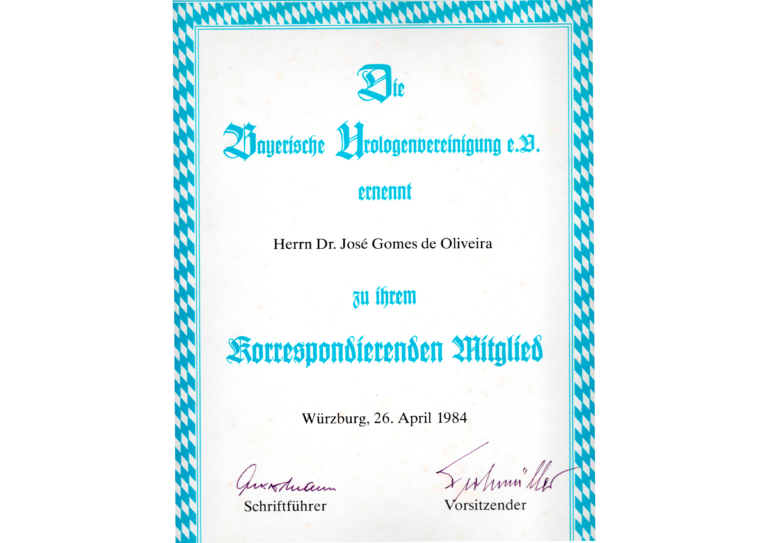 Die
Bayerische Urologenvereinigung e.V.
ernennt
Herrn Dr. José Gomes de Oliveira
zu ihrem
Korrespondierenden Mitglied
Würzburg, 26. April 1984
Schriftführer
Vorsitzender